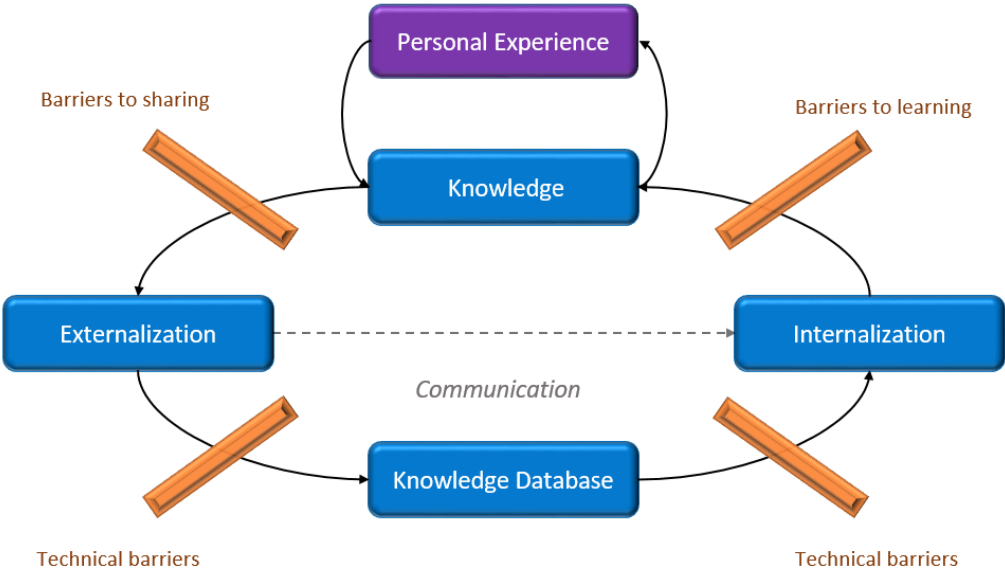 Personal Experience
Barriers to sharing
Barriers to learning
Knowledge
Externalization
Internalization
Communication
Knowledge Database
Technical barriers
Technical barriers